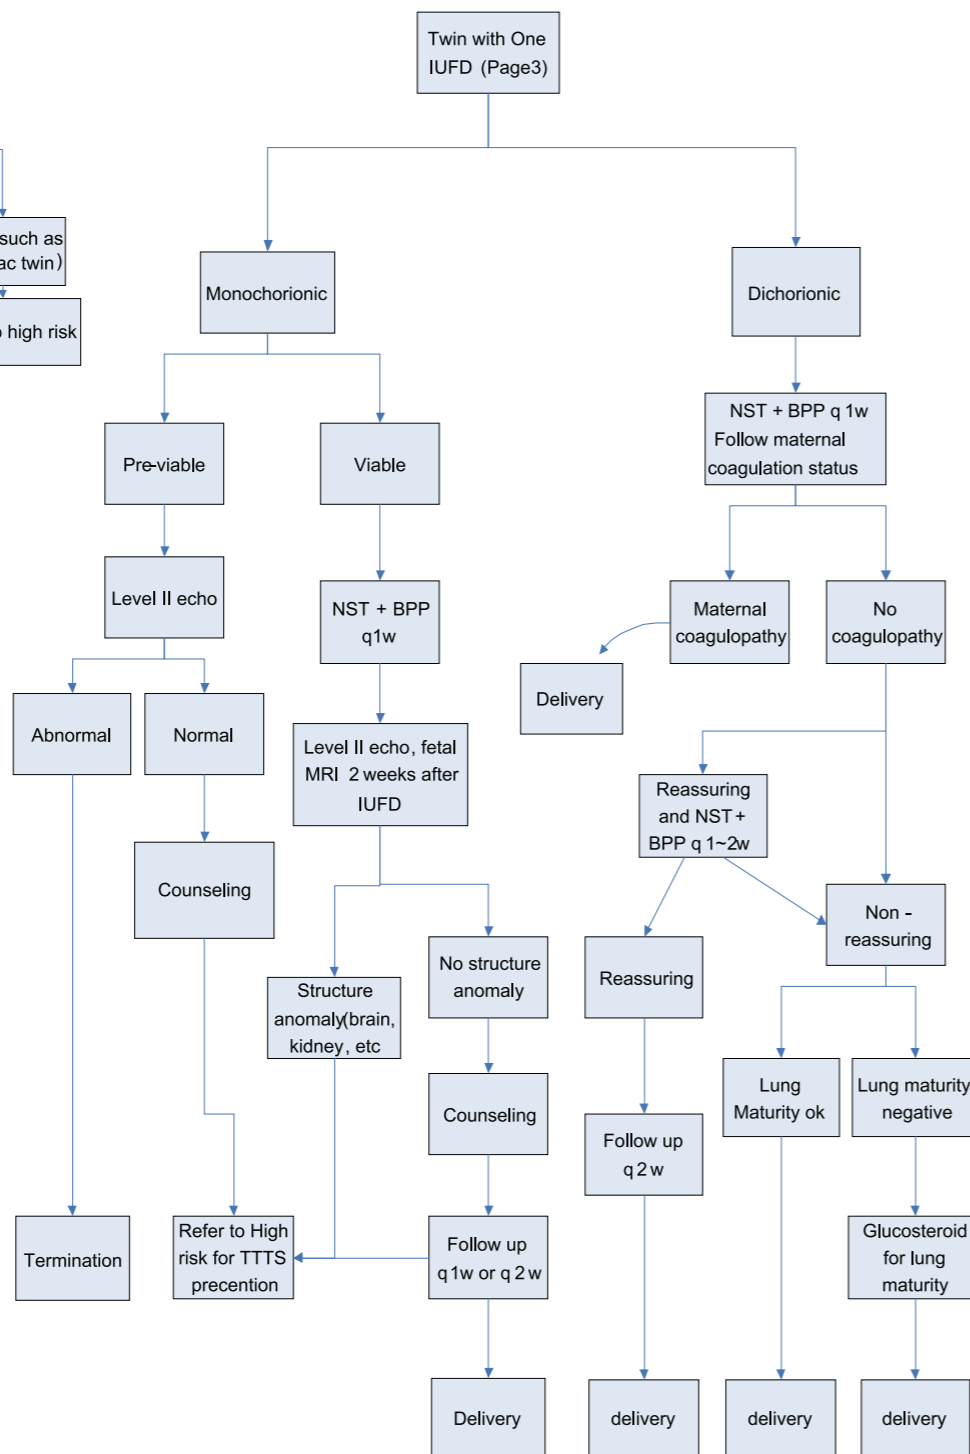 Twin with One
IUFD (Page3)
such as
ac twin)
high risk
Monochorionic
Dichorionic
NST + BPP q 1w
Follow maternal
coagulation status
Pre-viable
Viable
Level II echo
NST + BPP
q1w
Maternal
coagulopathy
No
coagulopathy
Delivery
Abnormal
Normal
Level II echo, fetal
MRI 2 weeks after
IUFD
Reassuring
and NST+
BPP q 1~2w
Counseling
Non -
reassuring
No structure
anomaly
Reassuring
Structure
anomaly(brain,
kidney, etc
Lung
Maturity ok
Lung maturity
negative
Counseling
Follow up
q 2 w
Termination
Refer to High
risk for TTTS
precention
Follow up
q1w or q 2 w
Glucosteroid
for lung
maturity
Delivery
delivery
delivery
delivery